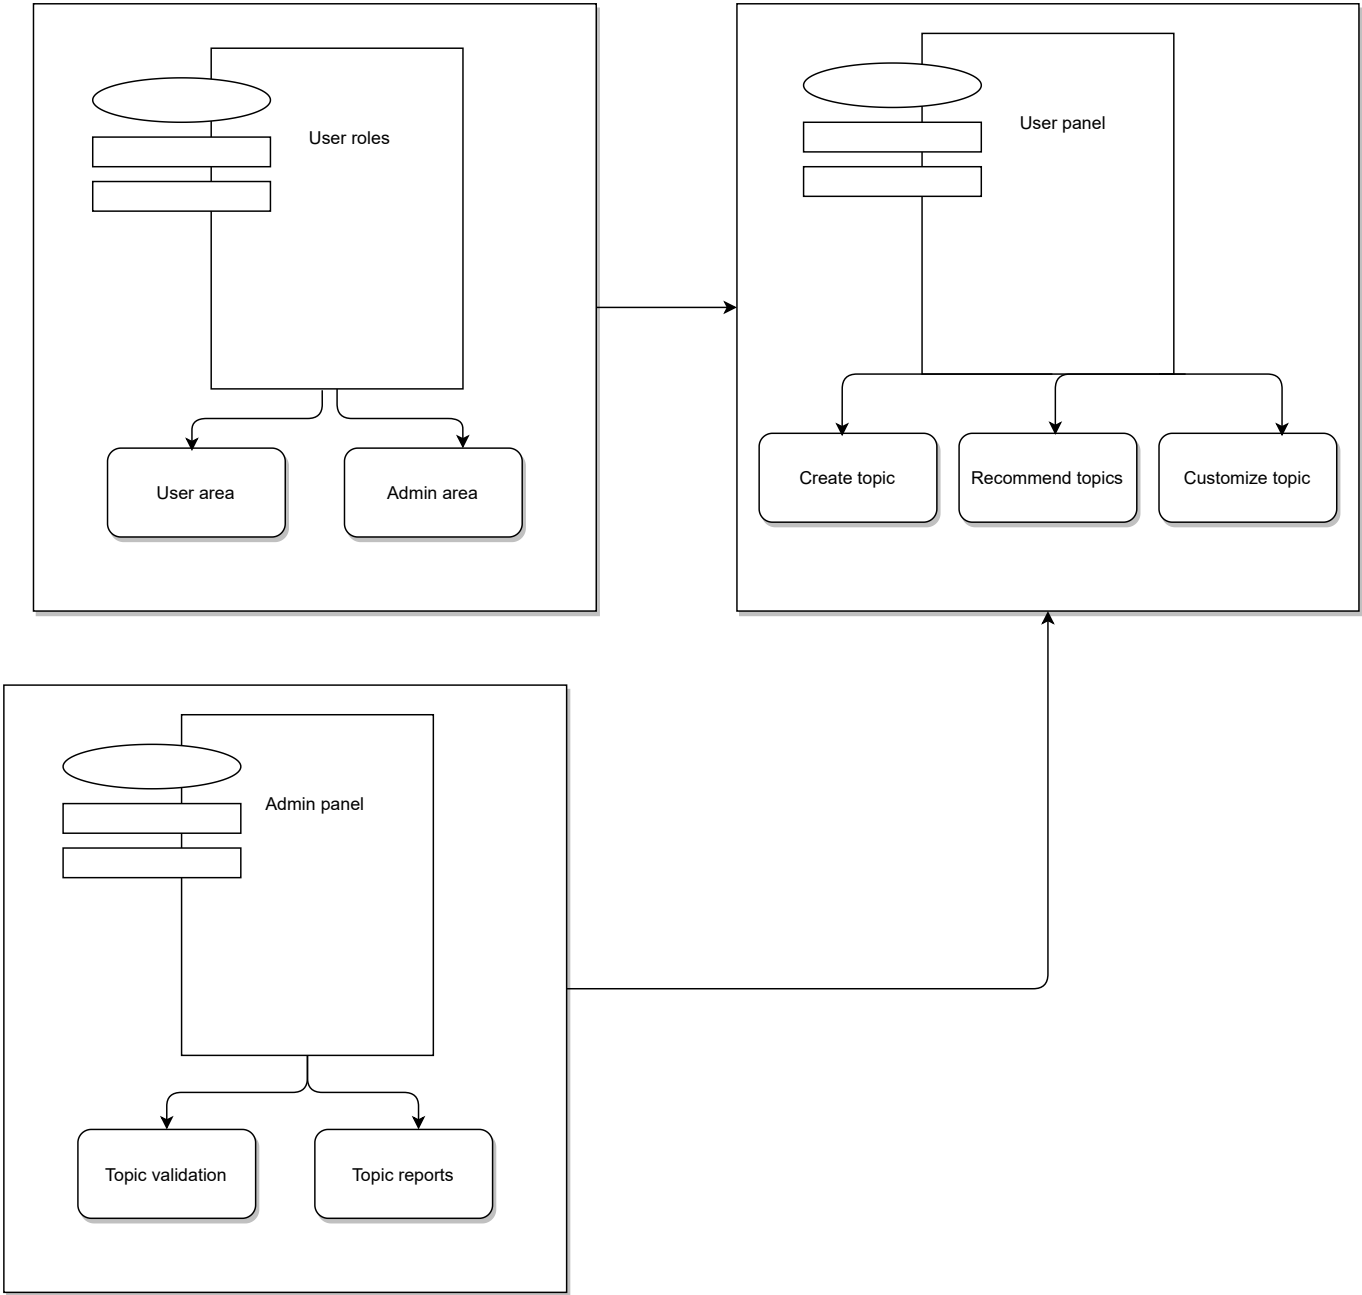 User roles
User area
Admin area
User panel
Create topic
Recommend topics
Customize topic
Admin panel
Topic validation
Topic reports